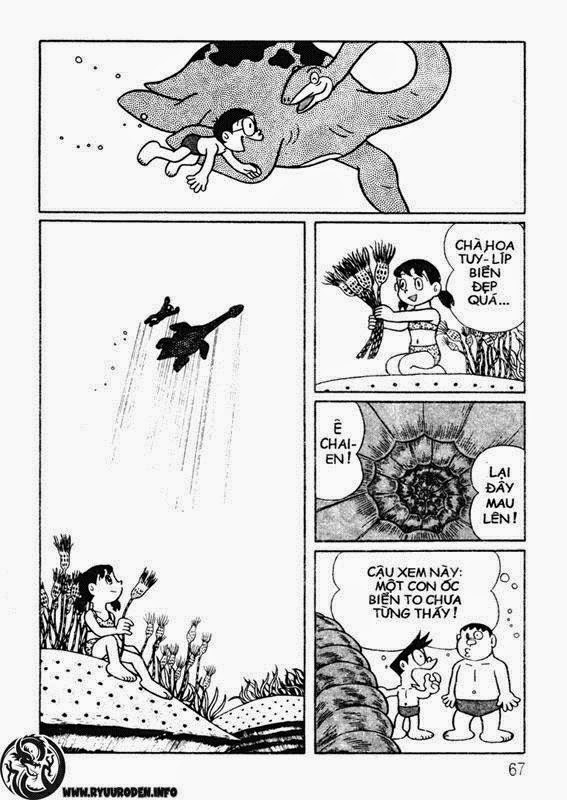 CHÀ HOA
TUY-LÍP
BIỂN
ĐẸP
QUÁ...
Ê
CHAI-
EN!
LẠI
ĐÂY
MAU
LÊN!
CẬU XEM NÀY:
MỘT CON ỐC
BIỂN TO CHƯA
TỪNG THẤY!
67
WWW.RYUURODEN.INFO